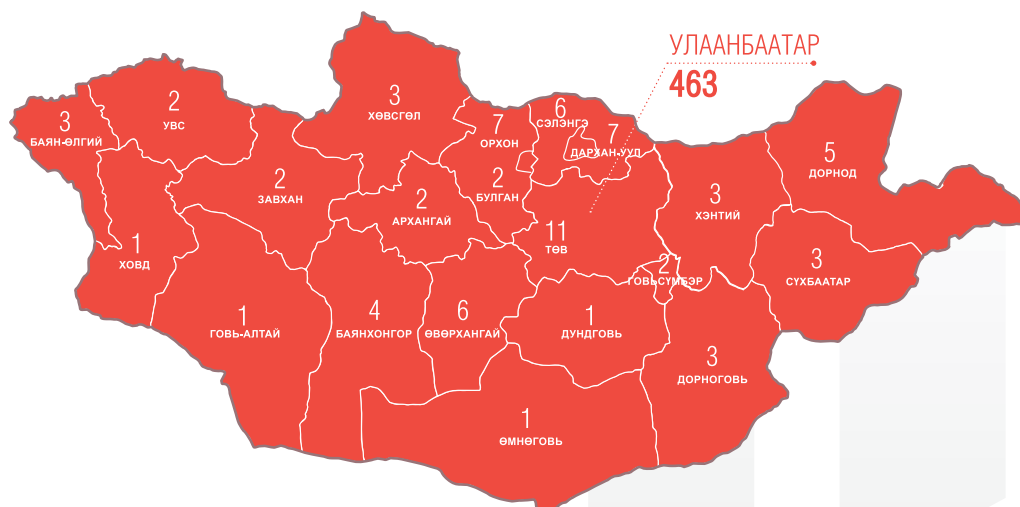 УЛААНБААТАР
463
3
БАЯН-ӨЛГИЙ
2
УВС
3
ХӨВСГӨЛ
7
ОРХОН
6
СЭЛЭНГЭ
7
ДАРХАН-УУЛ
5
ДОРНОД
2
ЗАВХАН
2
АРХАНГАЙ
2
БУЛГАН
11
ТӨВ
3
ХЭНТИЙ
1
ХОВД
2
ГОВЬСҮМБЭР
3
СҮХБААТАР
1
ГОВЬ-АЛТАЙ
4
БАЯНХОНГОР
6
ӨВӨРХАНГАЙ
1
ДУНДГОВЬ
3
ДОРНОГОВЬ
1
ӨМНӨГОВЬ